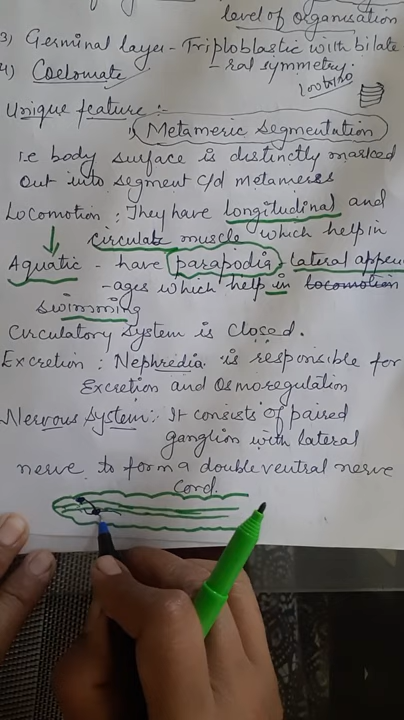 level of organisation
3) Germinal layer - Triploblastic with bilate
4) Coelomate - ral symmetry.
Unique feature :-
1) Metameric Segmentation
i.e body surface is distinctly marked
out into segment c/d metameres
Locomotion : They have longitudinal and
circular muscle which help in
Aquatic - have parapodia lateral appen
-ages which help in locomotion
swimming
Circulatory System is closed.
Excretion : Nephredia is responsible for
Excretion and Osmoregulation
Nervous System :- It consists of paired
ganglion with lateral
nerve to form a double ventral nerve
cord.